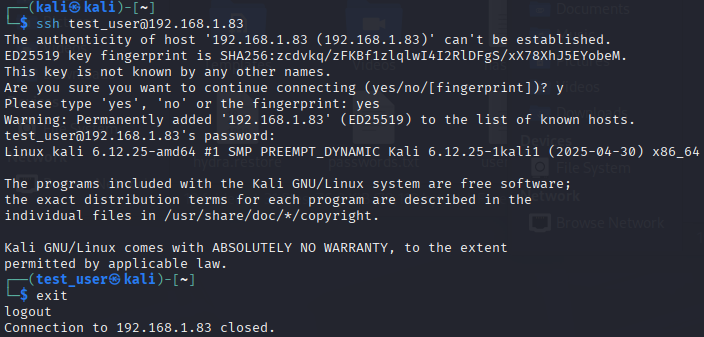 ┌──(kali㉿kali)-[~]
└─$ ssh test_user@192.168.1.83
The authenticity of host '192.168.1.83 (192.168.1.83)' can't be established.
ED25519 key fingerprint is SHA256:zcdvkq/zFKBf1zlqlwI4I2RlDFgS/xX78XhJ5EYobeM.
This key is not known by any other names.
Are you sure you want to continue connecting (yes/no/[fingerprint])? y
Please type 'yes', 'no' or the fingerprint: yes
Warning: Permanently added '192.168.1.83' (ED25519) to the list of known hosts.
test_user@192.168.1.83's password:
Linux kali 6.12.25-amd64 #1 SMP PREEMPT_DYNAMIC Kali 6.12.25-1kali1 (2025-04-30) x86_64

The programs included with the Kali GNU/Linux system are free software;
the exact distribution terms for each program are described in the
individual files in /usr/share/doc/*/copyright.

Kali GNU/Linux comes with ABSOLUTELY NO WARRANTY, to the extent
permitted by applicable law.
┌──(test_user㉿kali)-[~]
└─$ exit
logout
Connection to 192.168.1.83 closed.
Documents
File System
Network
Browse Network